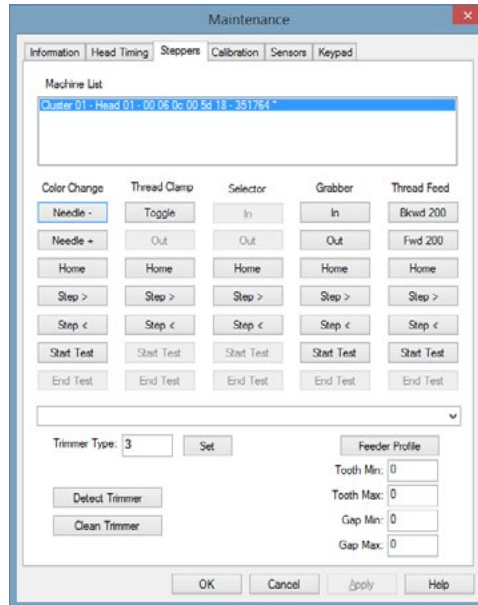 Maintenance
Information Head Timing Steppers Calibration Sensors Keypad
Machine List
Cluster 01 - Head 01 - 00 06 0c 00 5d 18 - 351764 *
Color Change Thread Clamp Selector Grabber Thread Feed
Needle - Toggle In In Bkwd 200
Needle + Out Out Out Fwd 200
Home Home Home Home Home
Step > Step > Step > Step > Step >
Step < Step < Step < Step < Step <
Start Test Start Test Start Test Start Test Start Test
End Test End Test End Test End Test End Test
Trimmer Type: 3 Set Feeder Profile
Tooth Min: 0
Detect Trimmer Tooth Max: 0
Clean Trimmer Gap Min: 0
Gap Max: 0
OK Cancel Apply Help